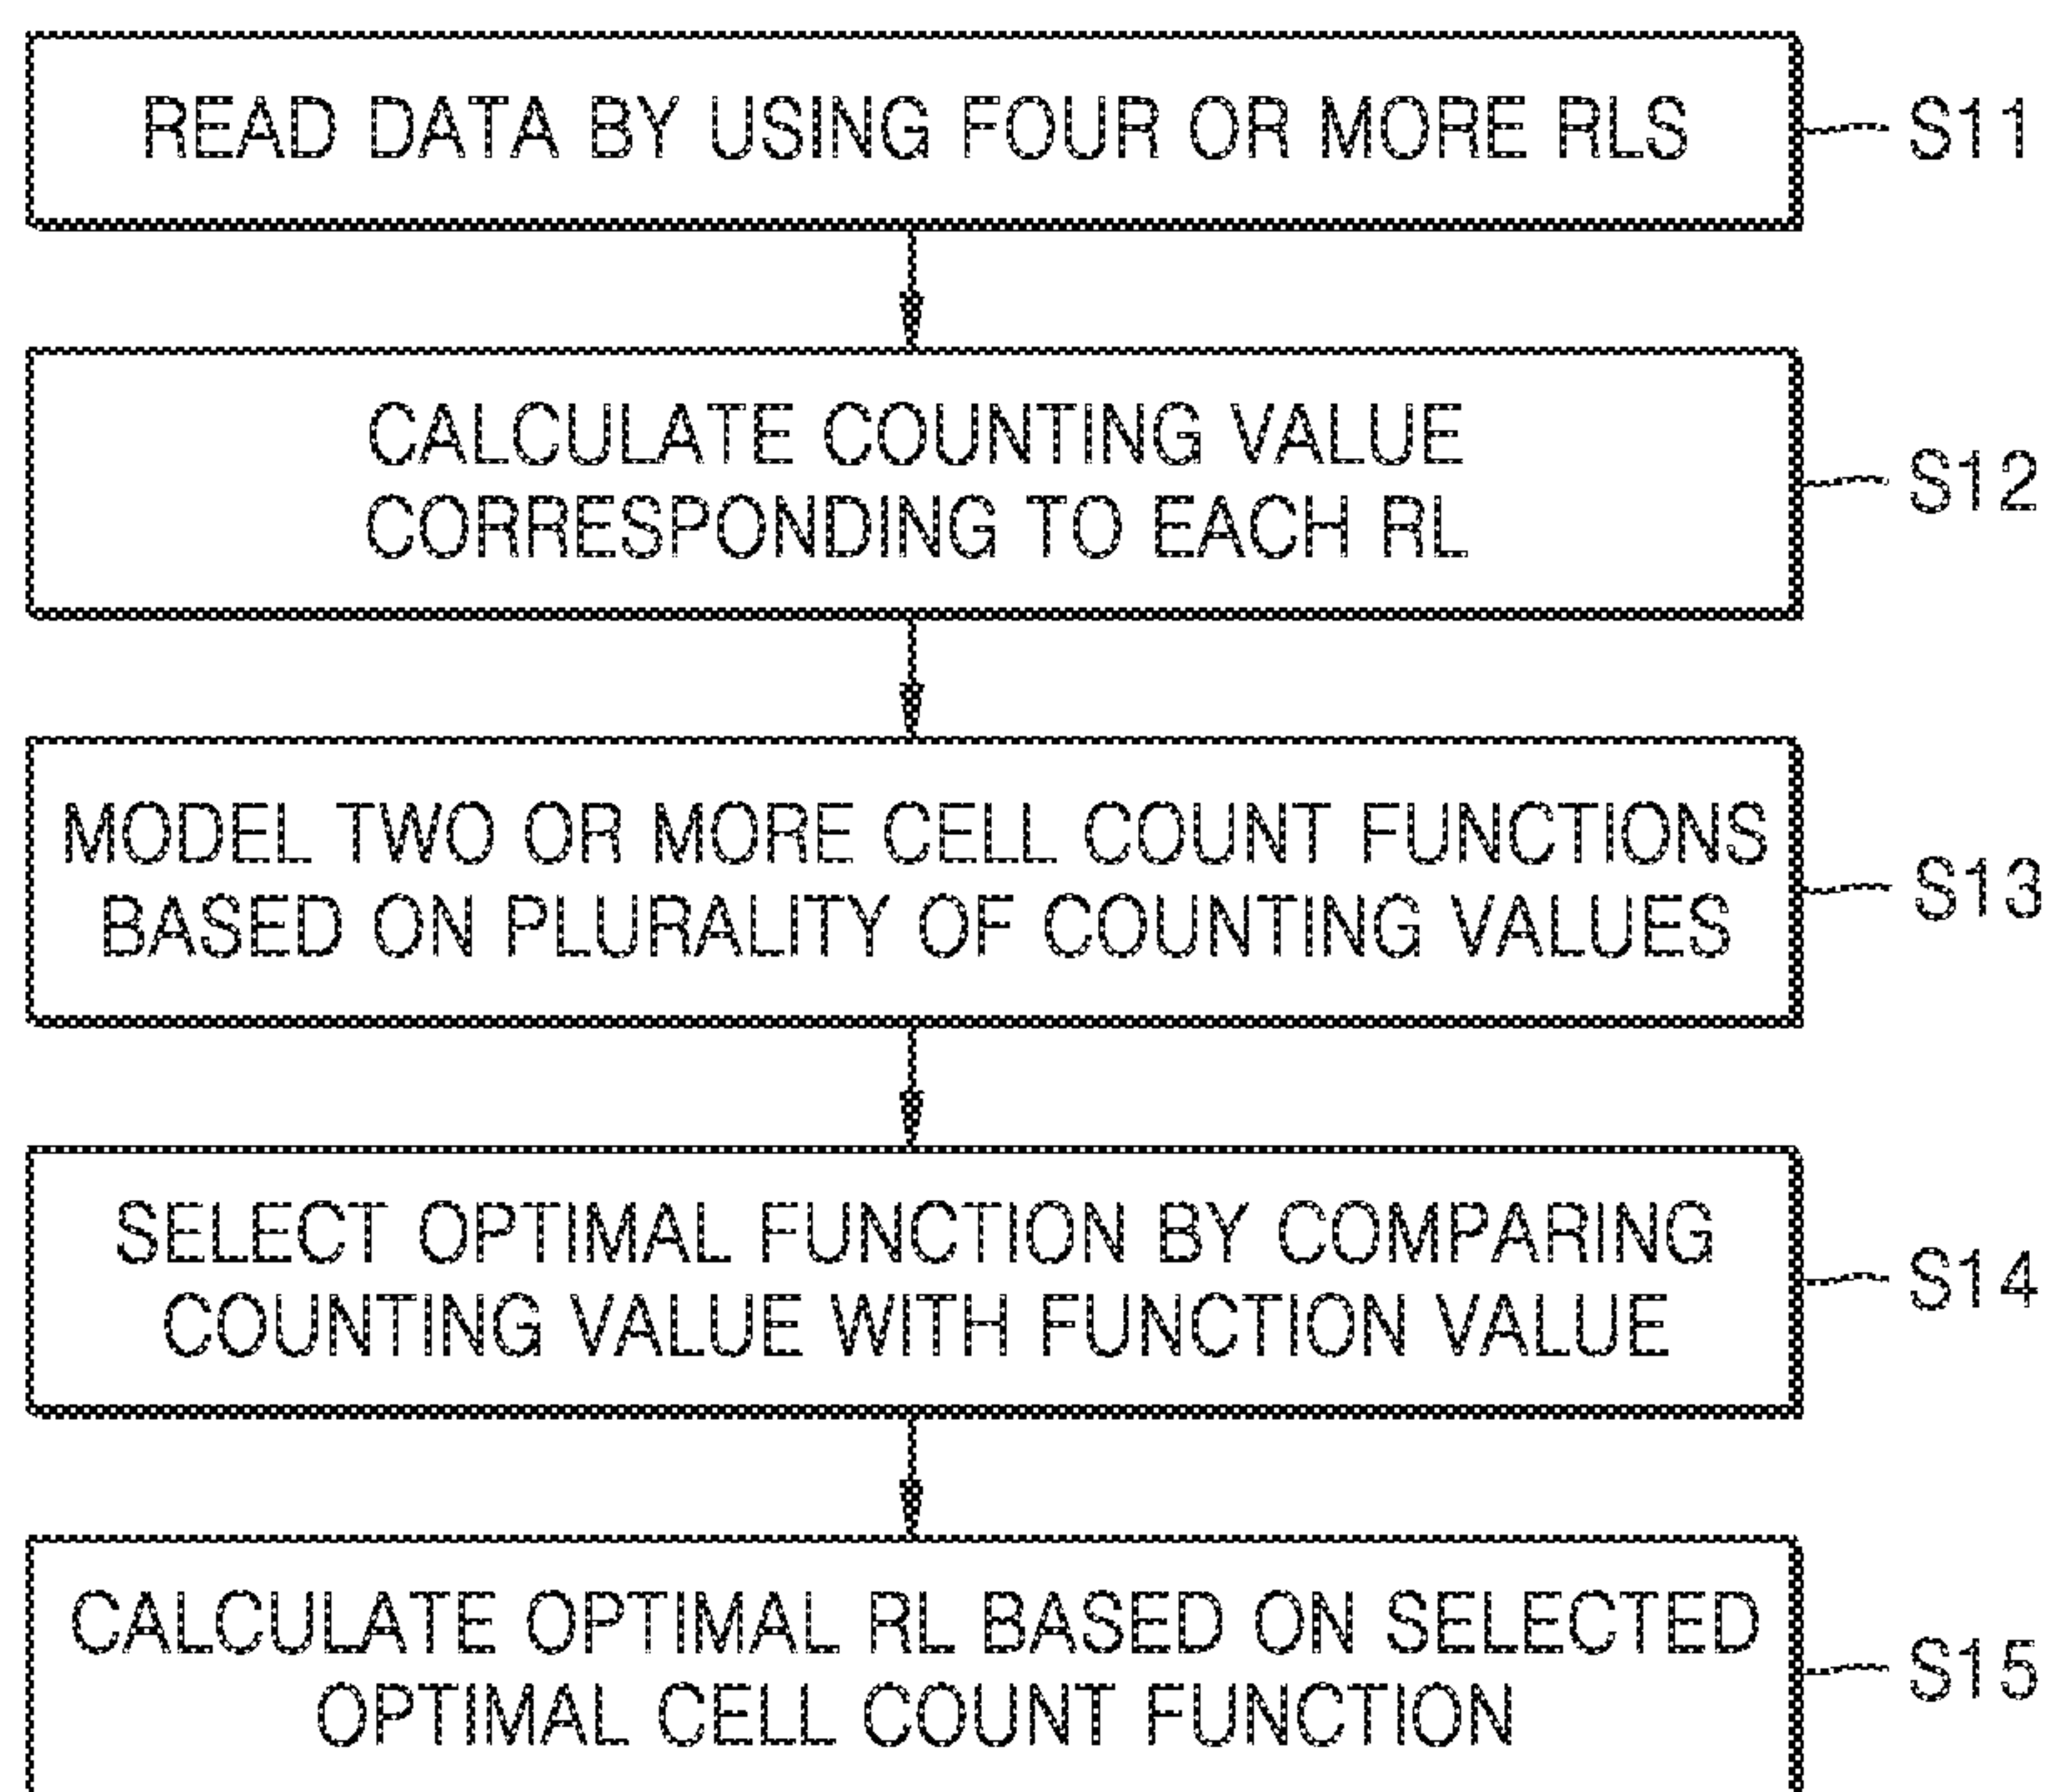 READ DATA BY USING FOUR OR MORE RLS
S11
CALCULATE COUNTING VALUE
CORRESPONDING TO EACH RL
S12
MODEL TWO OR MORE CELL COUNT FUNCTIONS
BASED ON PLURALITY OF COUNTING VALUES
S13
SELECT OPTIMAL FUNCTION BY COMPARING
COUNTING VALUE WITH FUNCTION VALUE
S14
CALCULATE OPTIMAL RL BASED ON SELECTED
OPTIMAL CELL COUNT FUNCTION
S15